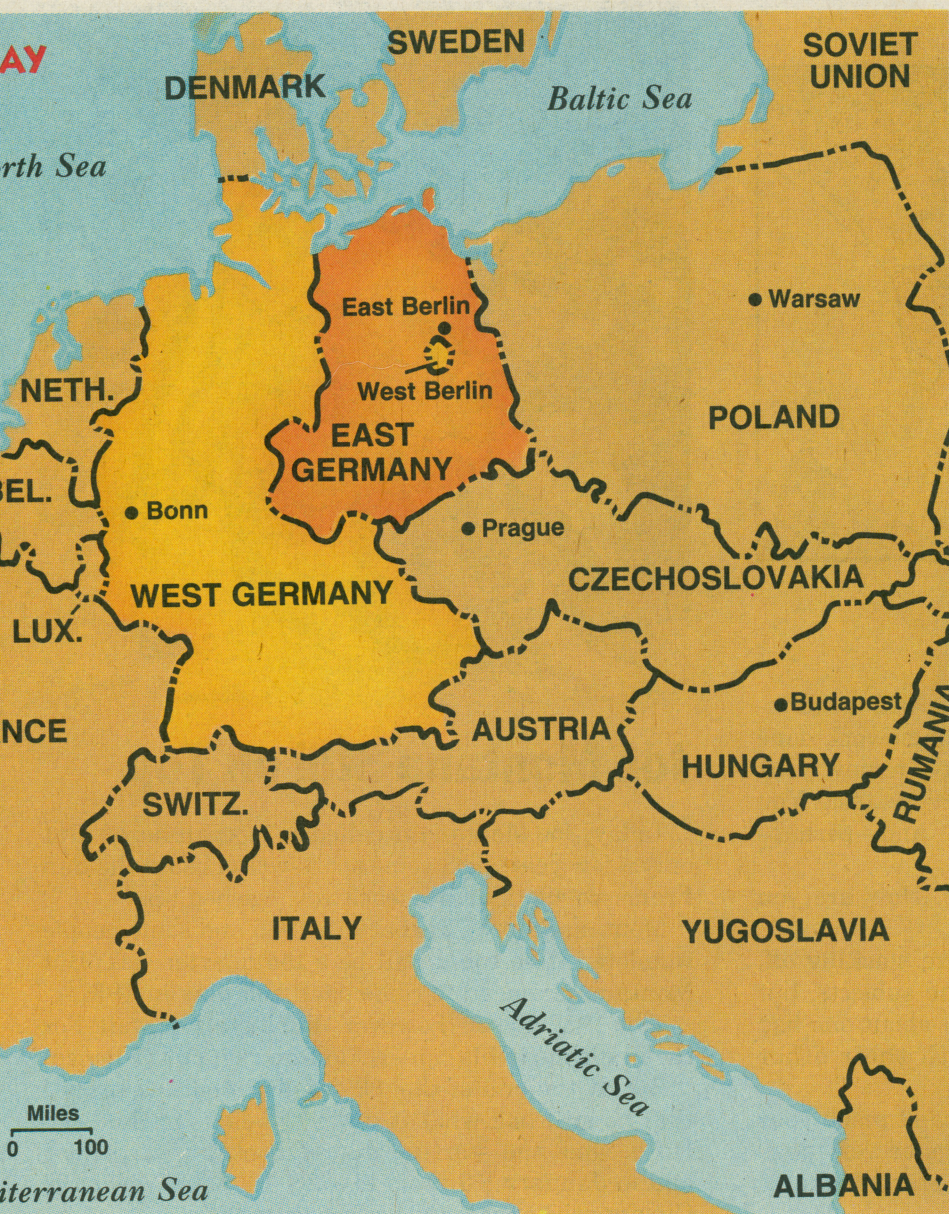 AY
SWEDEN
SOVIET
UNION
DENMARK
Baltic Sea
rth Sea
East Berlin
Warsaw
West Berlin
NETH.
POLAND
EAST
GERMANY
BEL.
Bonn
Prague
CZECHOSLOVAKIA
WEST GERMANY
LUX.
NCE
AUSTRIA
Budapest
HUNGARY
RUMANIA
SWITZ.
ITALY
YUGOSLAVIA
Adriatic Sea
Miles
0 100
iterranean Sea
ALBANIA